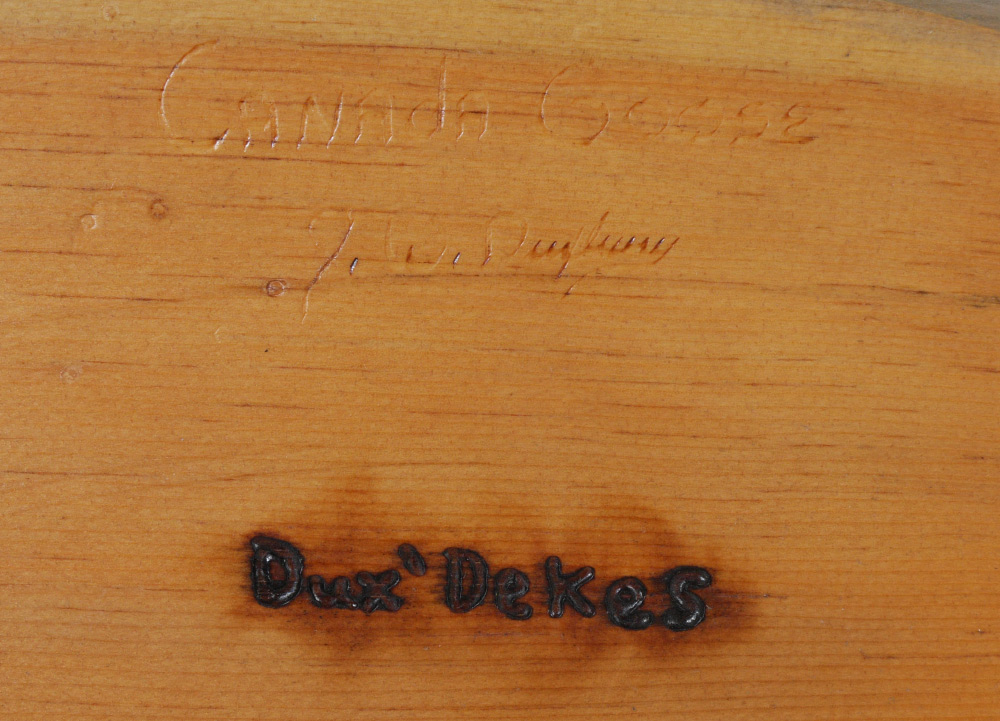 Canada Goose
J. W.
Dux' Dekes